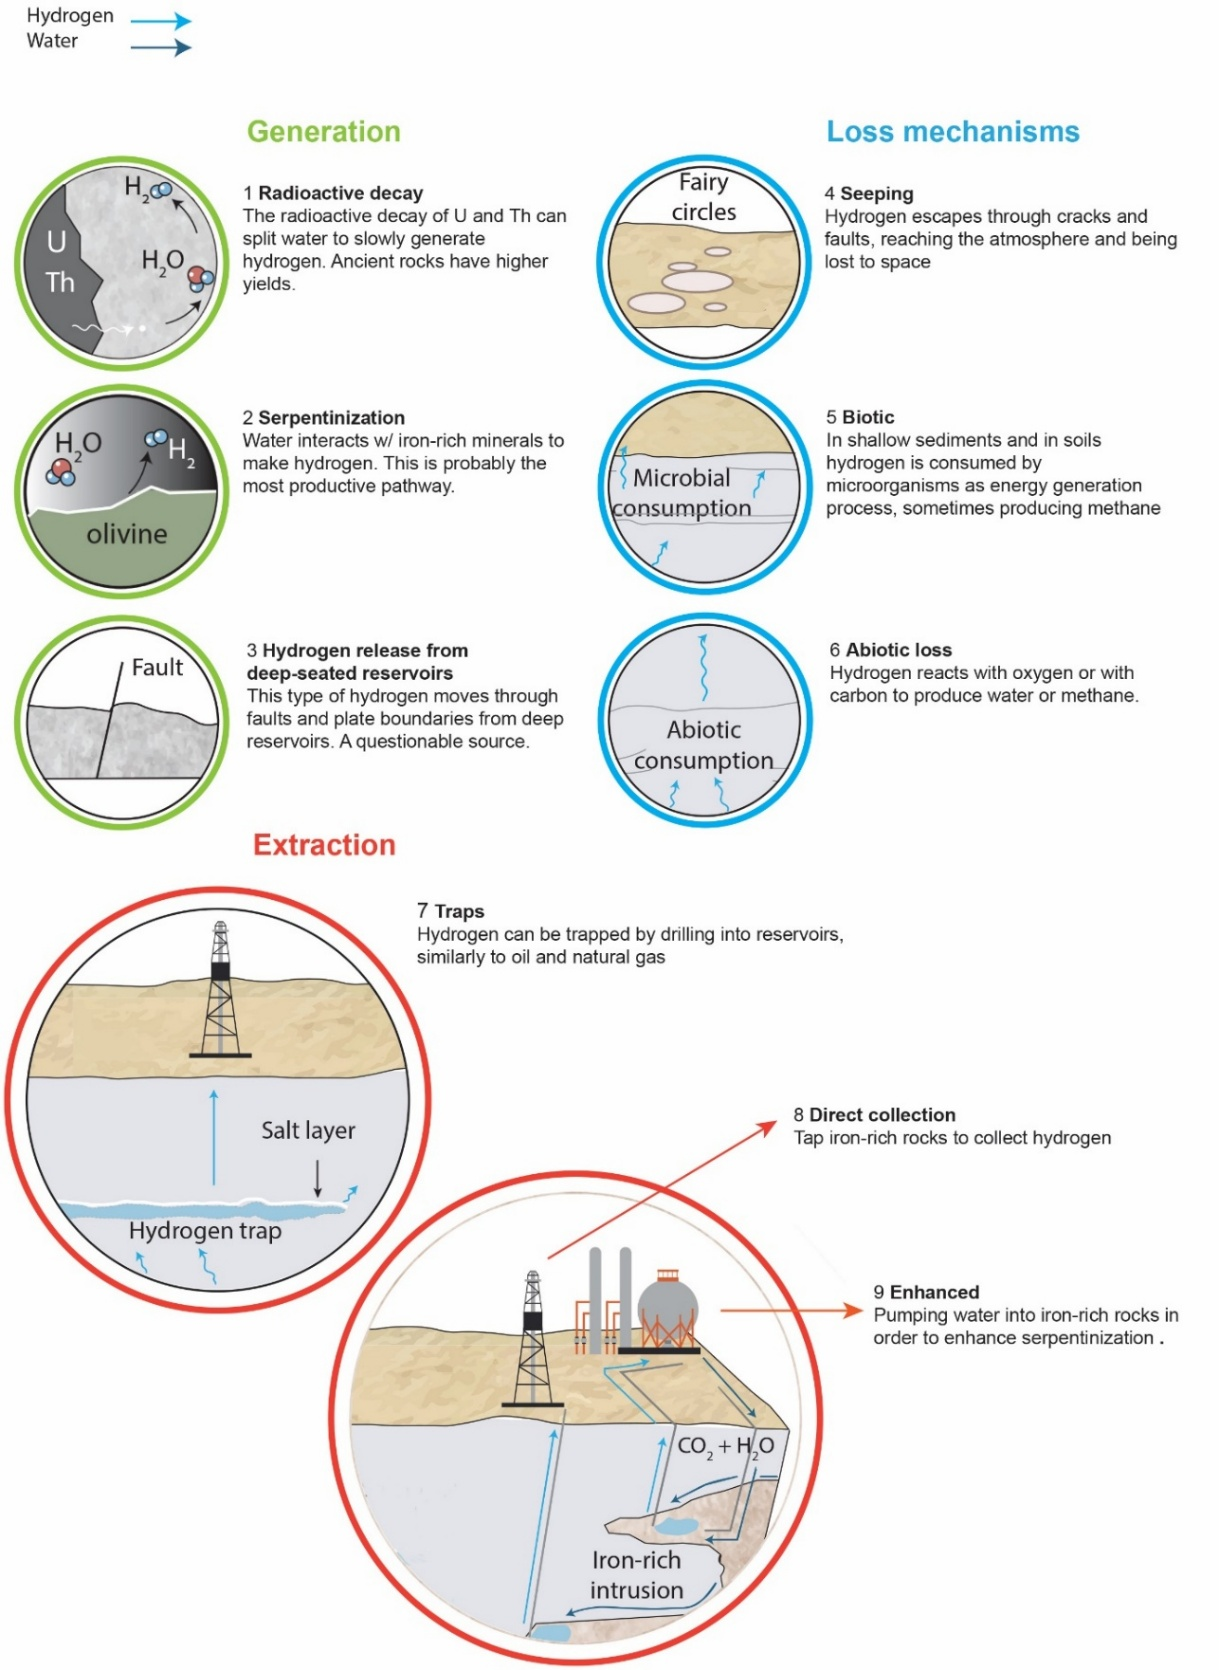 Hydrogen
Water
Generation
H2
U
Th
H2O
1 Radioactive decay
The radioactive decay of U and Th can
split water to slowly generate
hydrogen. Ancient rocks have higher
yields.
H2O
H2
olivine
2 Serpentinization
Water interacts w/ iron-rich minerals to
make hydrogen. This is probably the
most productive pathway.
Fault
3 Hydrogen release from
deep-seated reservoirs
This type of hydrogen moves through
faults and plate boundaries from deep
reservoirs. A questionable source.
Loss mechanisms
Fairy
circles
4 Seeping
Hydrogen escapes through cracks and
faults, reaching the atmosphere and being
lost to space
Microbial
consumption
5 Biotic
In shallow sediments and in soils
hydrogen is consumed by
microorganisms as energy generation
process, sometimes producing methane
Abiotic
consumption
6 Abiotic loss
Hydrogen reacts with oxygen or with
carbon to produce water or methane.
Extraction
7 Traps
Hydrogen can be trapped by drilling into reservoirs,
similarly to oil and natural gas
Salt layer
Hydrogen trap
8 Direct collection
Tap iron-rich rocks to collect hydrogen
9 Enhanced
Pumping water into iron-rich rocks in
order to enhance serpentinization .
CO2 + H2O
Iron-rich
intrusion